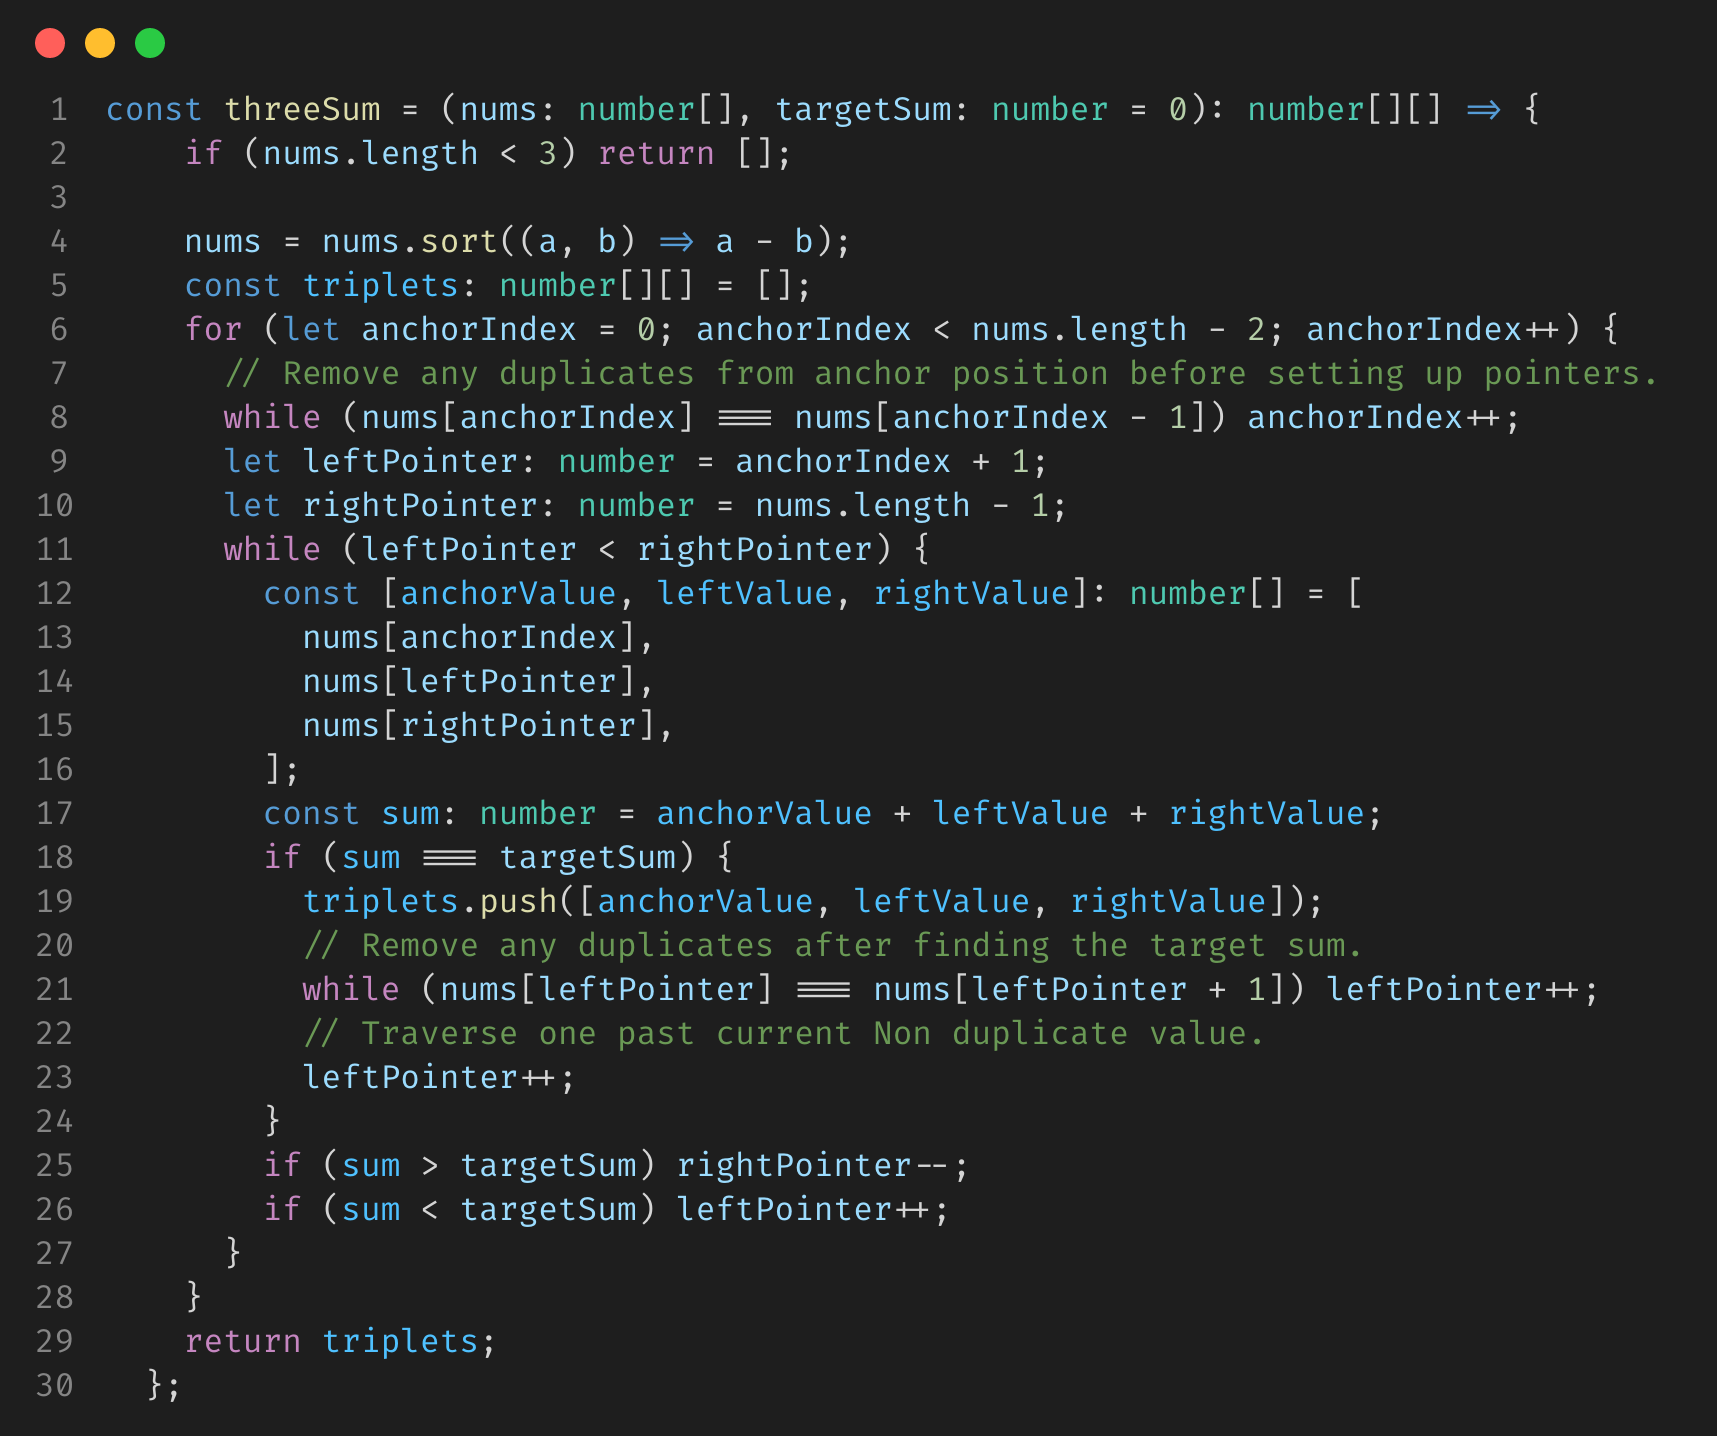 1 const threeSum = (nums: number[], targetSum: number = 0): number[][] => {
2 if (nums.length < 3) return [];
3
4 nums = nums.sort((a, b) => a - b);
5 const triplets: number[][] = [];
6 for (let anchorIndex = 0; anchorIndex < nums.length - 2; anchorIndex++) {
7 // Remove any duplicates from anchor position before setting up pointers.
8 while (nums[anchorIndex] === nums[anchorIndex - 1]) anchorIndex++;
9 let leftPointer: number = anchorIndex + 1;
10 let rightPointer: number = nums.length - 1;
11 while (leftPointer < rightPointer) {
12 const [anchorValue, leftValue, rightValue]: number[] = [
13 nums[anchorIndex],
14 nums[leftPointer],
15 nums[rightPointer],
16 ];
17 const sum: number = anchorValue + leftValue + rightValue;
18 if (sum === targetSum) {
19 triplets.push([anchorValue, leftValue, rightValue]);
20 // Remove any duplicates after finding the target sum.
21 while (nums[leftPointer] === nums[leftPointer + 1]) leftPointer++;
22 // Traverse one past current Non duplicate value.
23 leftPointer++;
24 }
25 if (sum > targetSum) rightPointer--;
26 if (sum < targetSum) leftPointer++;
27 }
28 }
29 return triplets;
30 };